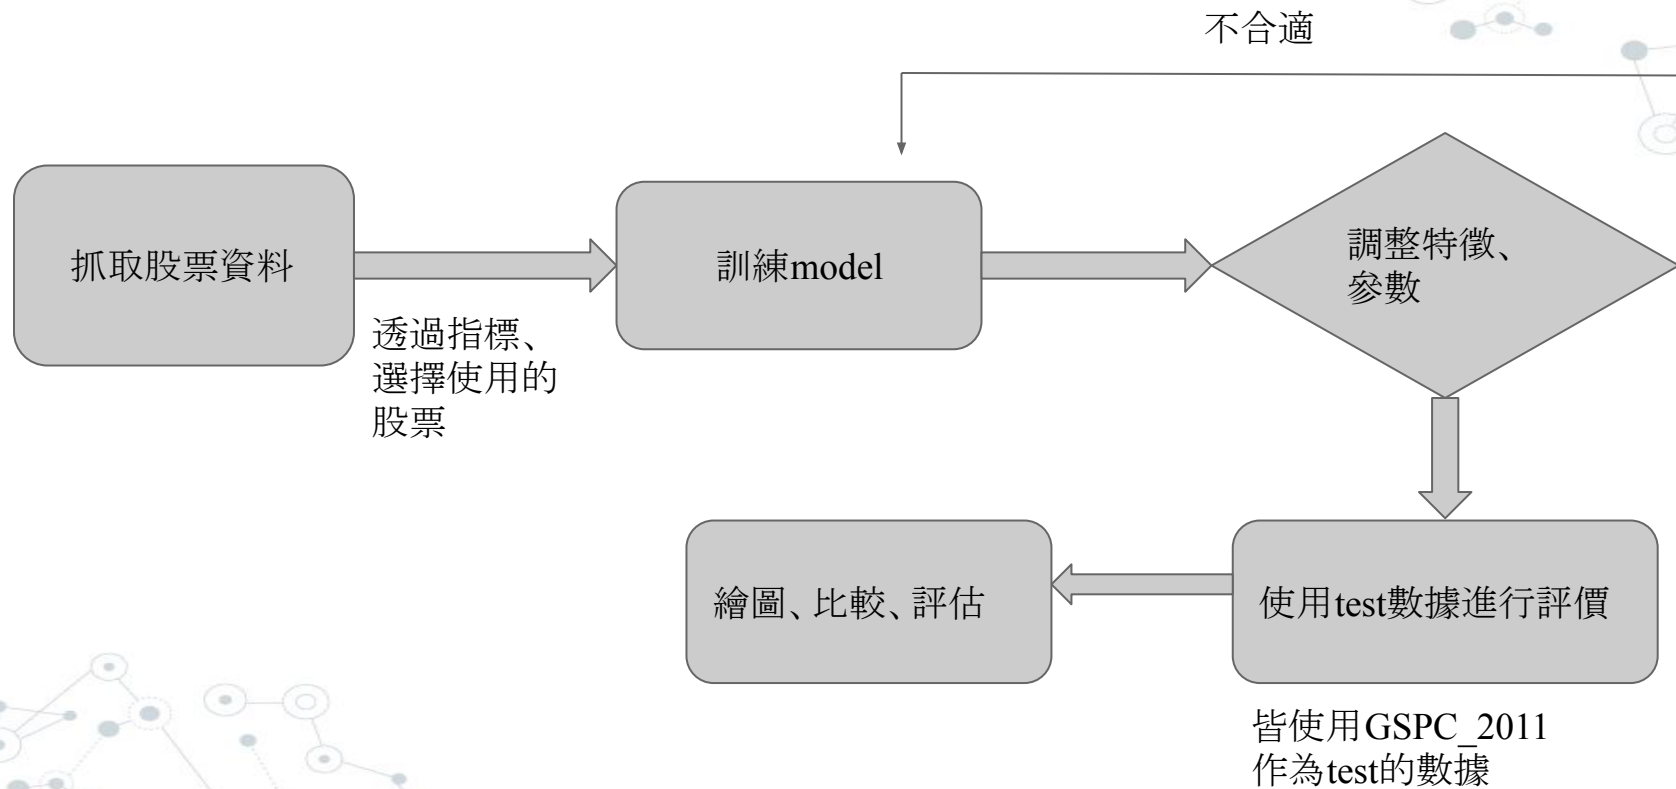 不合適
抓取股票資料
透過指標、
選擇使用的
股票
訓練model
調整特徵、
參數
使用test數據進行評價
皆使用GSPC_2011
作為test的數據
繪圖、比較、評估